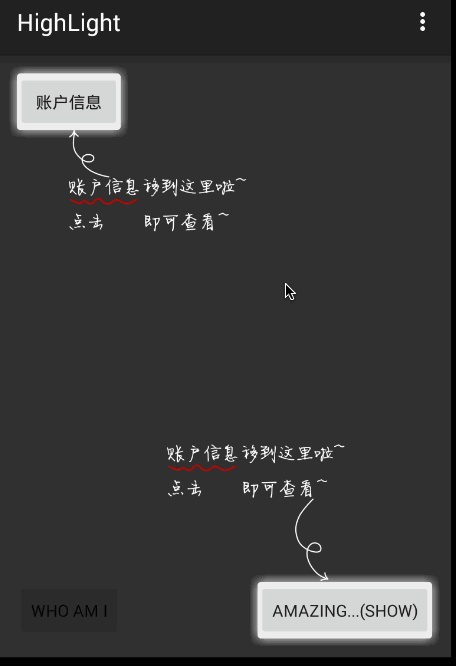 HighLight
账户信息
账户信息移到这里啦~
点击 即可查看~
账户信息移到这里啦~
点击 即可查看~
WHO AM I
AMAZING...(SHOW)